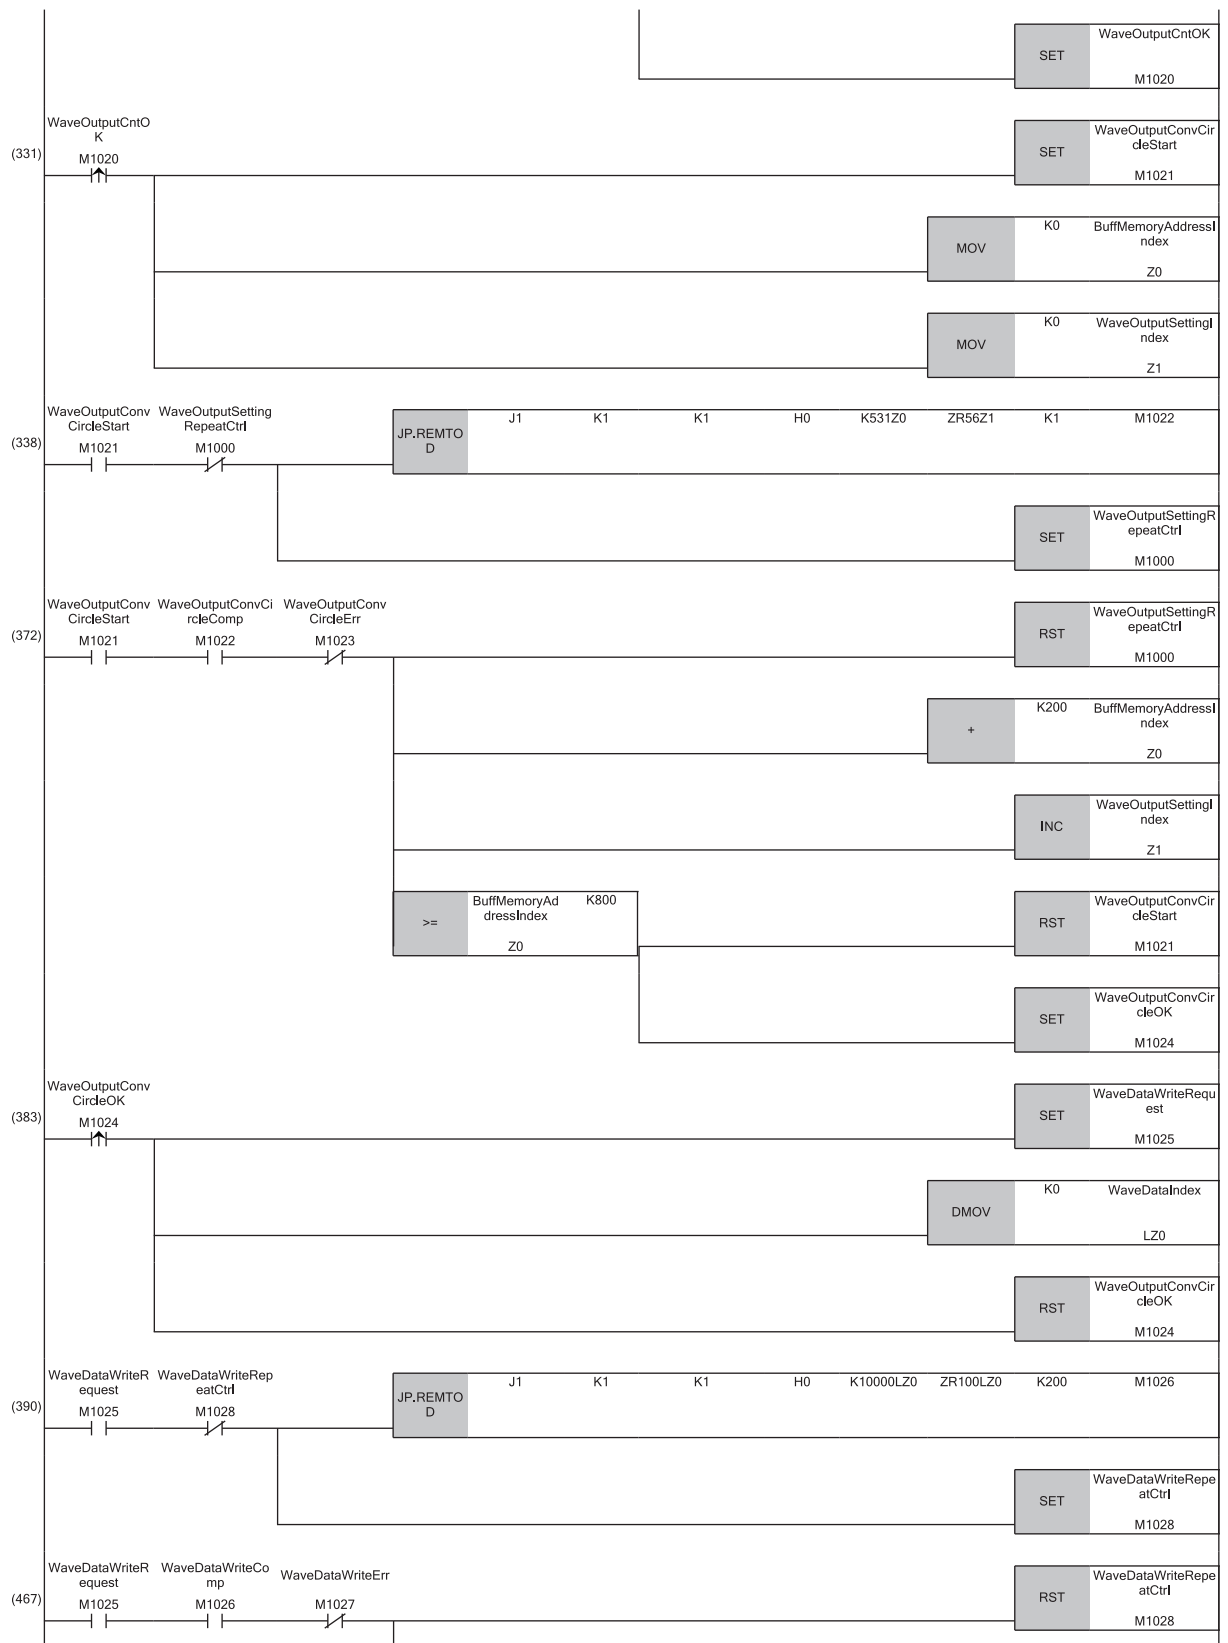 WaveOutputCntOK
SET
M1020
WaveOutputCntO
K
(331)
M1020
SET
WaveOutputConvCir
cleStart
M1021
MOV
K0
BuffMemoryAddressI
ndex
Z0
MOV
K0
WaveOutputSettingI
ndex
Z1
WaveOutputConv
CircleStart
WaveOutputSetting
RepeatCtrl
(338)
M1021
M1000
JP.REMTO
D
J1
K1
K1
H0
K531Z0
ZR56Z1
K1
M1022
SET
WaveOutputSettingR
epeatCtrl
M1000
WaveOutputConv
CircleStart
WaveOutputConvCi
rcleComp
WaveOutputConv
CircleErr
(372)
M1021
M1022
M1023
RST
WaveOutputSettingR
epeatCtrl
M1000
+
K200
BuffMemoryAddressI
ndex
Z0
INC
WaveOutputSettingI
ndex
Z1
>=
BuffMemoryAd
dressIndex
Z0
K800
RST
WaveOutputConvCir
cleStart
M1021
SET
WaveOutputConvCir
cleOK
M1024
WaveOutputConv
CircleOK
(383)
M1024
SET
WaveDataWriteRequ
est
M1025
DMOV
K0
WaveDataIndex
LZ0
RST
WaveOutputConvCir
cleOK
M1024
WaveDataWriteR
equest
WaveDataWriteRep
eatCtrl
(390)
M1025
M1028
JP.REMTO
D
J1
K1
K1
H0
K10000LZ0
ZR100LZ0
K200
M1026
SET
WaveDataWriteRepe
atCtrl
M1028
WaveDataWriteR
equest
WaveDataWriteCo
mp
WaveDataWriteErr
(467)
M1025
M1026
M1027
RST
WaveDataWriteRepe
atCtrl
M1028